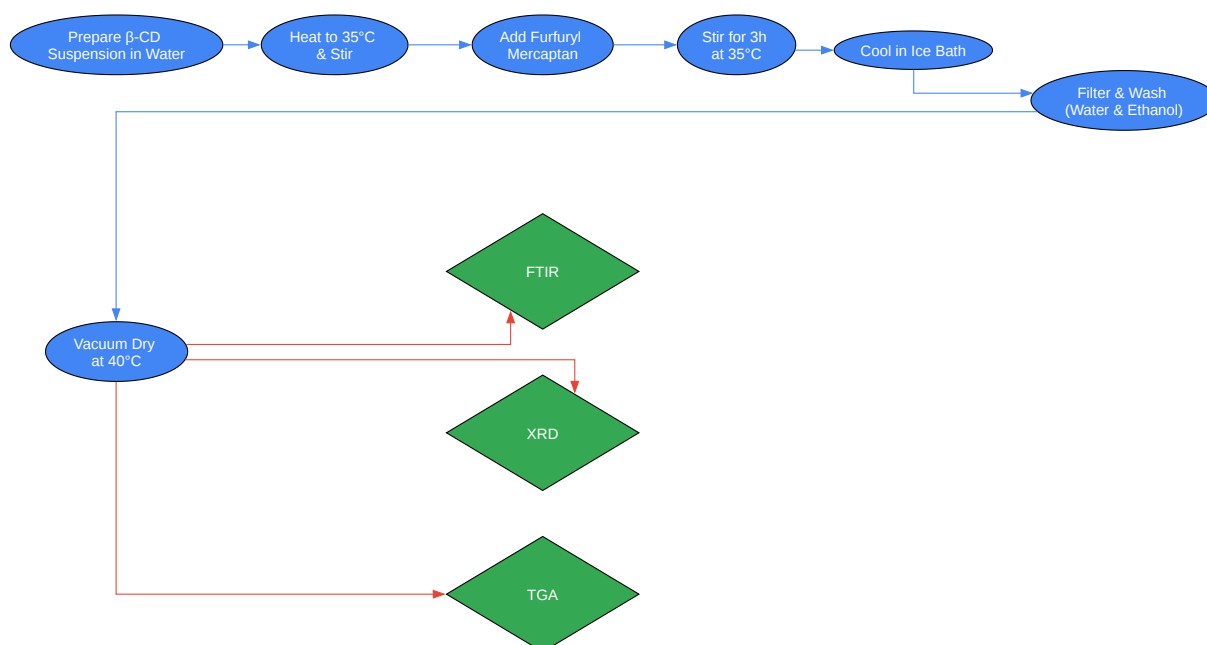 Prepare β-CD
Suspension in Water
Heat to 35°C
& Stir
Add Furfuryl
Mercaptan
Stir for 3h
at 35°C
Cool in Ice Bath
Filter & Wash
(Water & Ethanol)
FTIR
Vacuum Dry
at 40°C
XRD
TGA